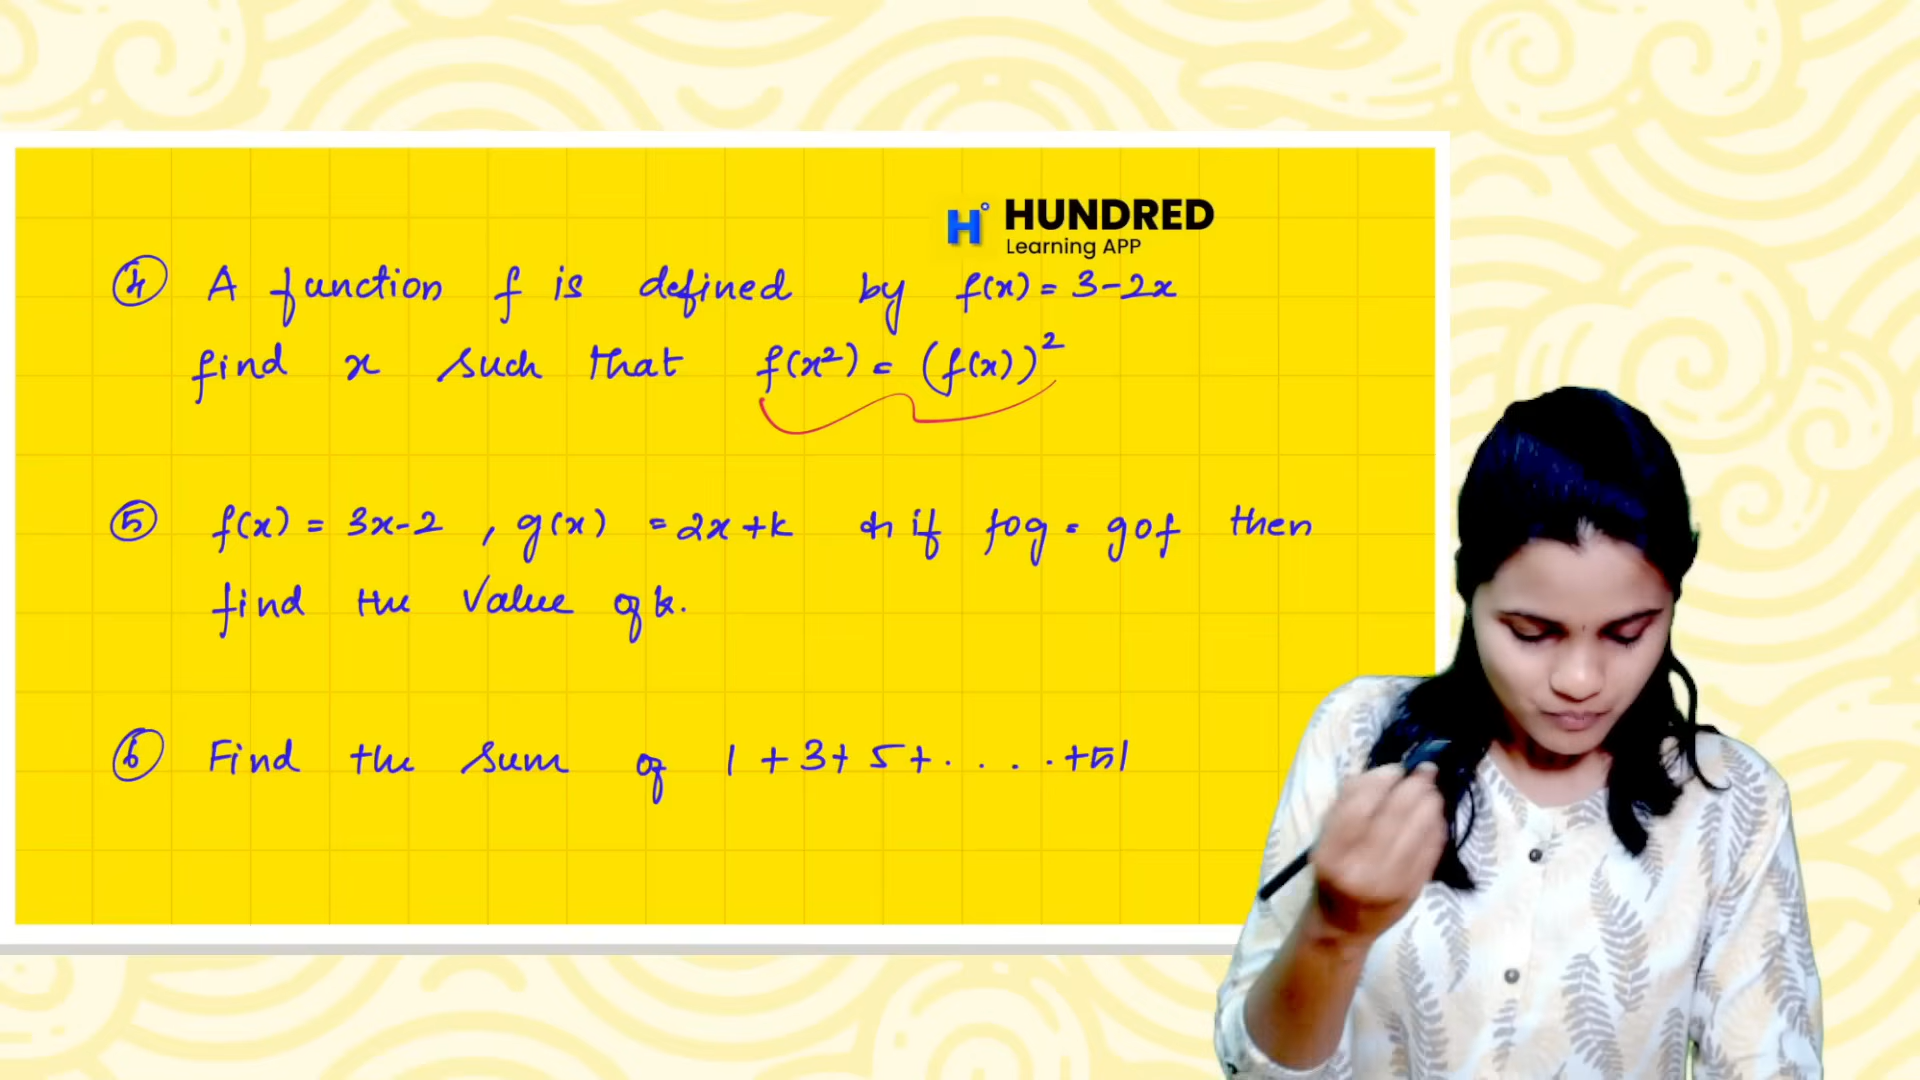 H° HUNDRED
Learning APP
④ A function f is defined by f(x) = 3-2x
find x such that f(x²) = (f(x))²
⑤ f(x) = 3x-2 , g(x) = 2x+k if fog = gof then
find the value of k.
⑥ Find the sum of 1 + 3 + 5 + . . . . + 51